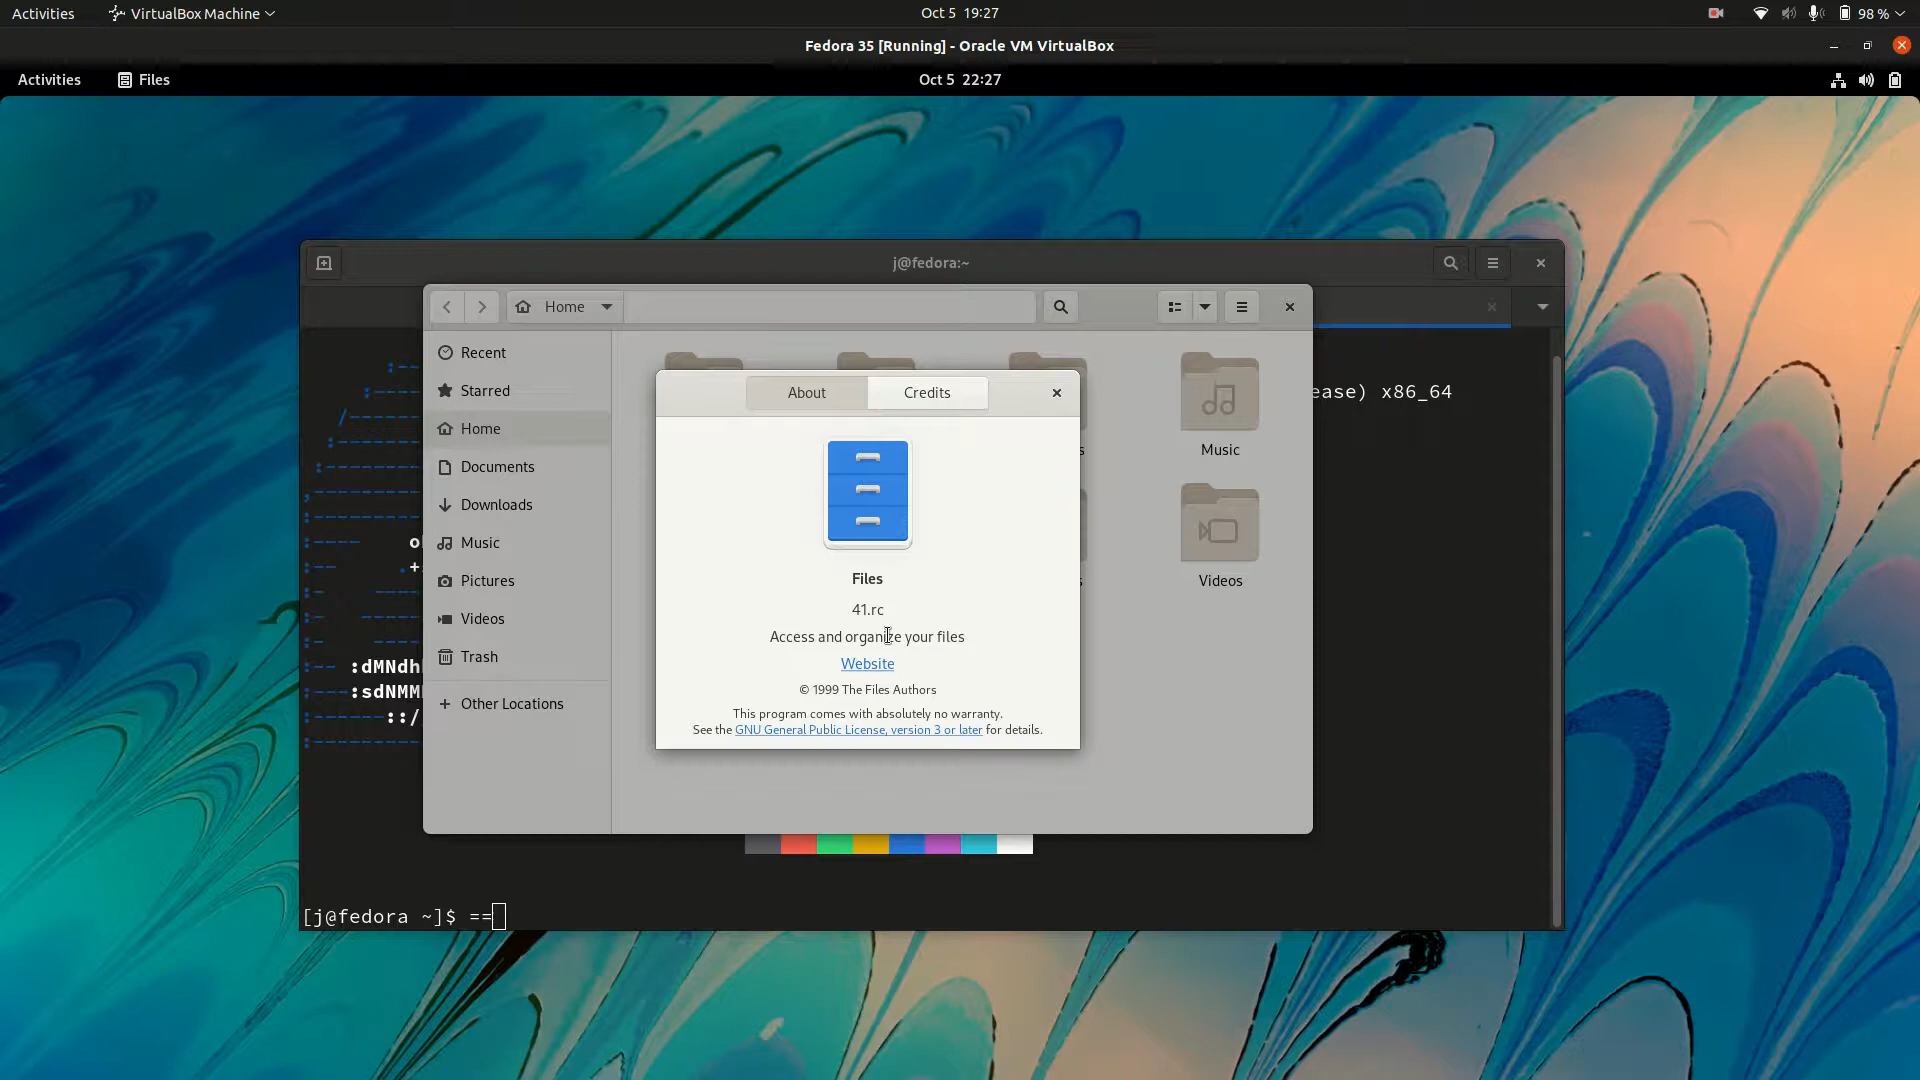 Activities VirtualBox Machine Oct 5 19:27 98 %
Fedora 35 [Running] - Oracle VM VirtualBox
Activities Files Oct 5 22:27
j@fedora:~
Home
Recent
Starred
Home
Documents
Downloads
Music
Pictures
Videos
Trash
Other Locations
Music
Videos
About Credits
Files
41.rc
Access and organize your files
Website
© 1999 The Files Authors
This program comes with absolutely no warranty.
See the GNU General Public License, version 3 or later for details.
ease) x86_64
:dMNdh
:sdNMM
::/
[j@fedora ~]$ ==